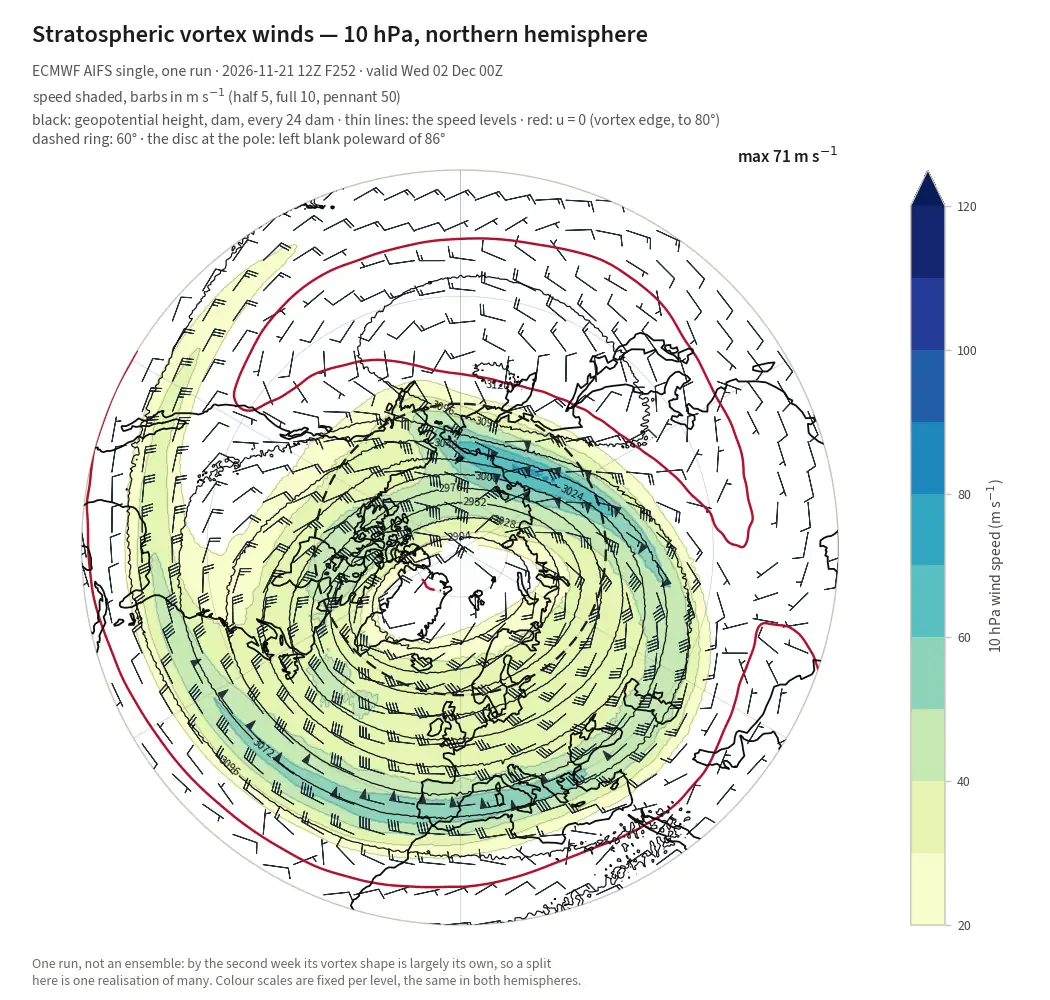 Stratospheric vortex winds — 10 hPa, northern hemisphere
ECMWF AIFS single, one run · 2026-11-21 12Z F252 · valid Wed 02 Dec 00Z
speed shaded, barbs in m s⁻¹ (half 5, full 10, pennant 50)
black: geopotential height, dam, every 24 dam · thin lines: the speed levels · red: u = 0 (vortex edge, to 80°)
dashed ring: 60° · the disc at the pole: left blank poleward of 86°
max 71 m s⁻¹
120
100
80
60
40
20
10 hPa wind speed (m s⁻¹)
3024
2952
2928
2904
3072
3096
One run, not an ensemble: by the second week its vortex shape is largely its own, so a split
here is one realisation of many. Colour scales are fixed per level, the same in both hemispheres.